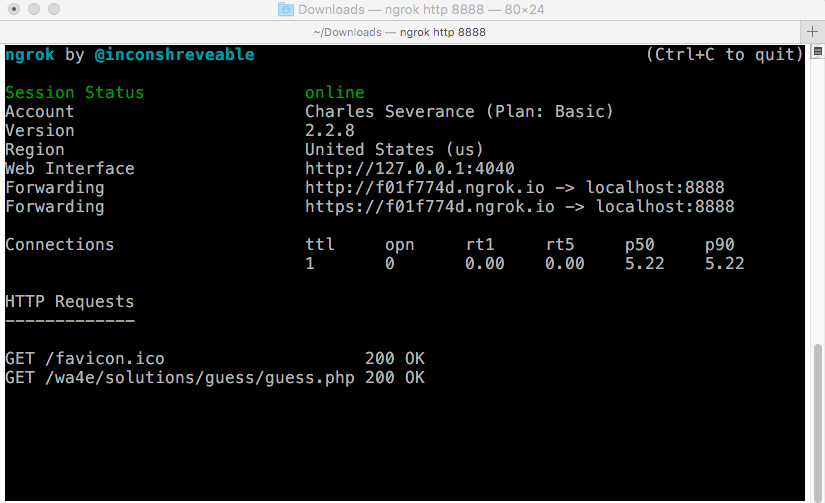 Downloads — ngrok http 8888 — 80×24
~/Downloads — ngrok http 8888
ngrok by @inconshreveable (Ctrl+C to quit)
Session Status online
Account Charles Severance (Plan: Basic)
Version 2.2.8
Region United States (us)
Web Interface http://127.0.0.1:4040
Forwarding http://f01f774d.ngrok.io -> localhost:8888
Forwarding https://f01f774d.ngrok.io -> localhost:8888
Connections ttl opn rt1 rt5 p50 p90
1 0 0.00 0.00 5.22 5.22
HTTP Requests
-------------
GET /favicon.ico 200 OK
GET /wa4e/solutions/guess/guess.php 200 OK